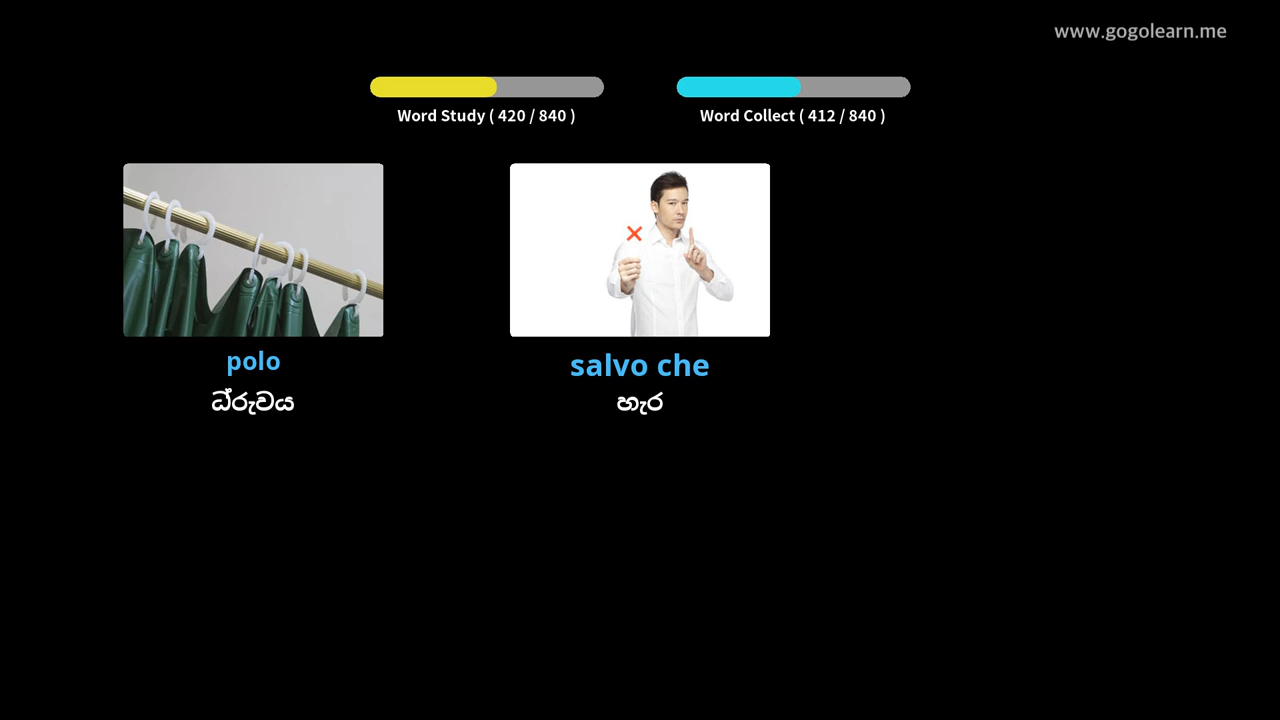 www.gogolearn.me
Word Study ( 420 / 840 )
Word Collect ( 412 / 840 )
polo
ධ්රුවය
salvo che
හැර